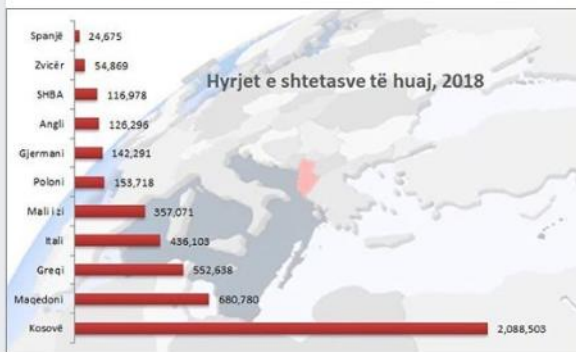 Hyrjet e shtetasve të huaj, 2018
Spanjë 24,675
Zvicër 54,869
SHBA 116,978
Angli 126,296
Gjermani 142,291
Poloni 153,718
Mali i zi 357,071
Itali 436,103
Greqi 552,638
Maqedoni 680,780
Kosovë 2,088,503